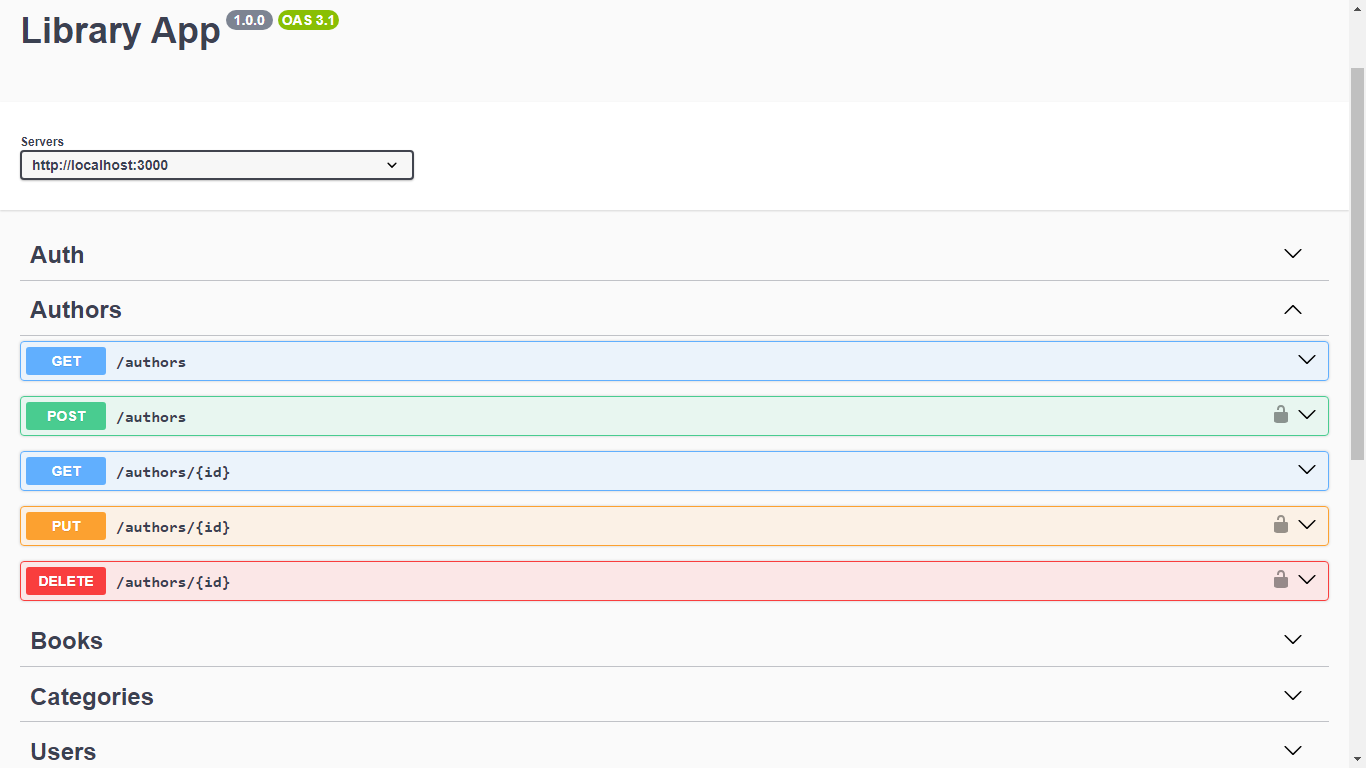 Library App 1.0.0 OAS 3.1
Servers
http://localhost:3000
Auth
Authors
GET /authors
POST /authors
GET /authors/{id}
PUT /authors/{id}
DELETE /authors/{id}
Books
Categories
Users